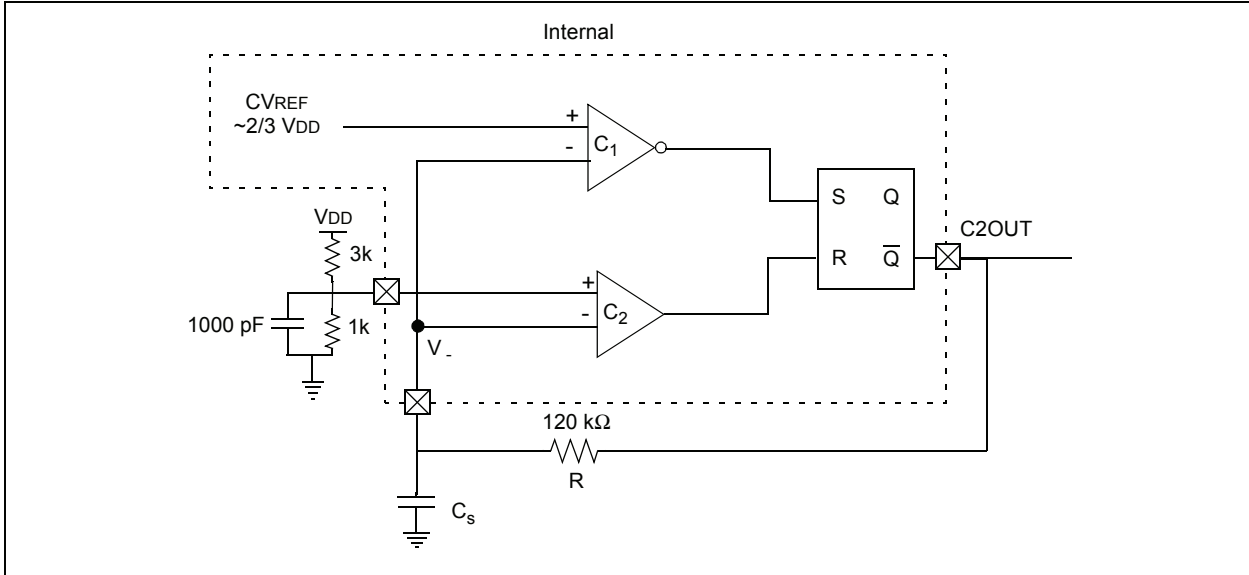 Internal
CVREF
~2/3 VDD
+
-
C1
S Q
R Q̅
C2OUT
VDD
3k
1k
1000 pF
+
-
C2
V-
120 kΩ
R
Cs